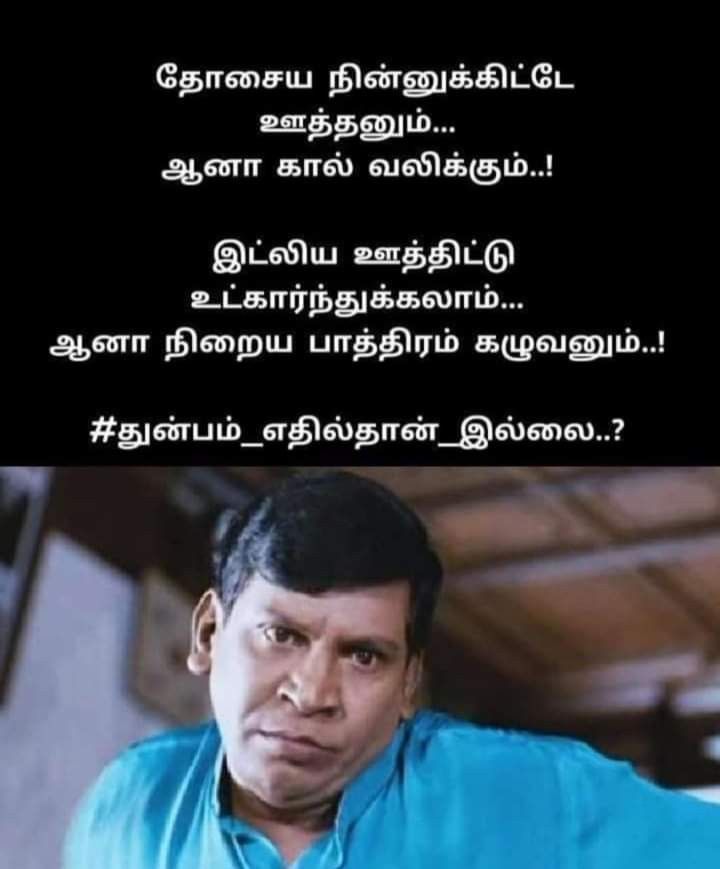 தோசைய நின்னுக்கிட்டே
ஊத்தனும்...
ஆனா கால் வலிக்கும்..!
இட்லிய ஊத்திட்டு
உட்கார்ந்துக்கலாம்...
ஆனா நிறைய பாத்திரம் கழுவனும்..!
#துன்பம்_எதில்தான்_இல்லை..?